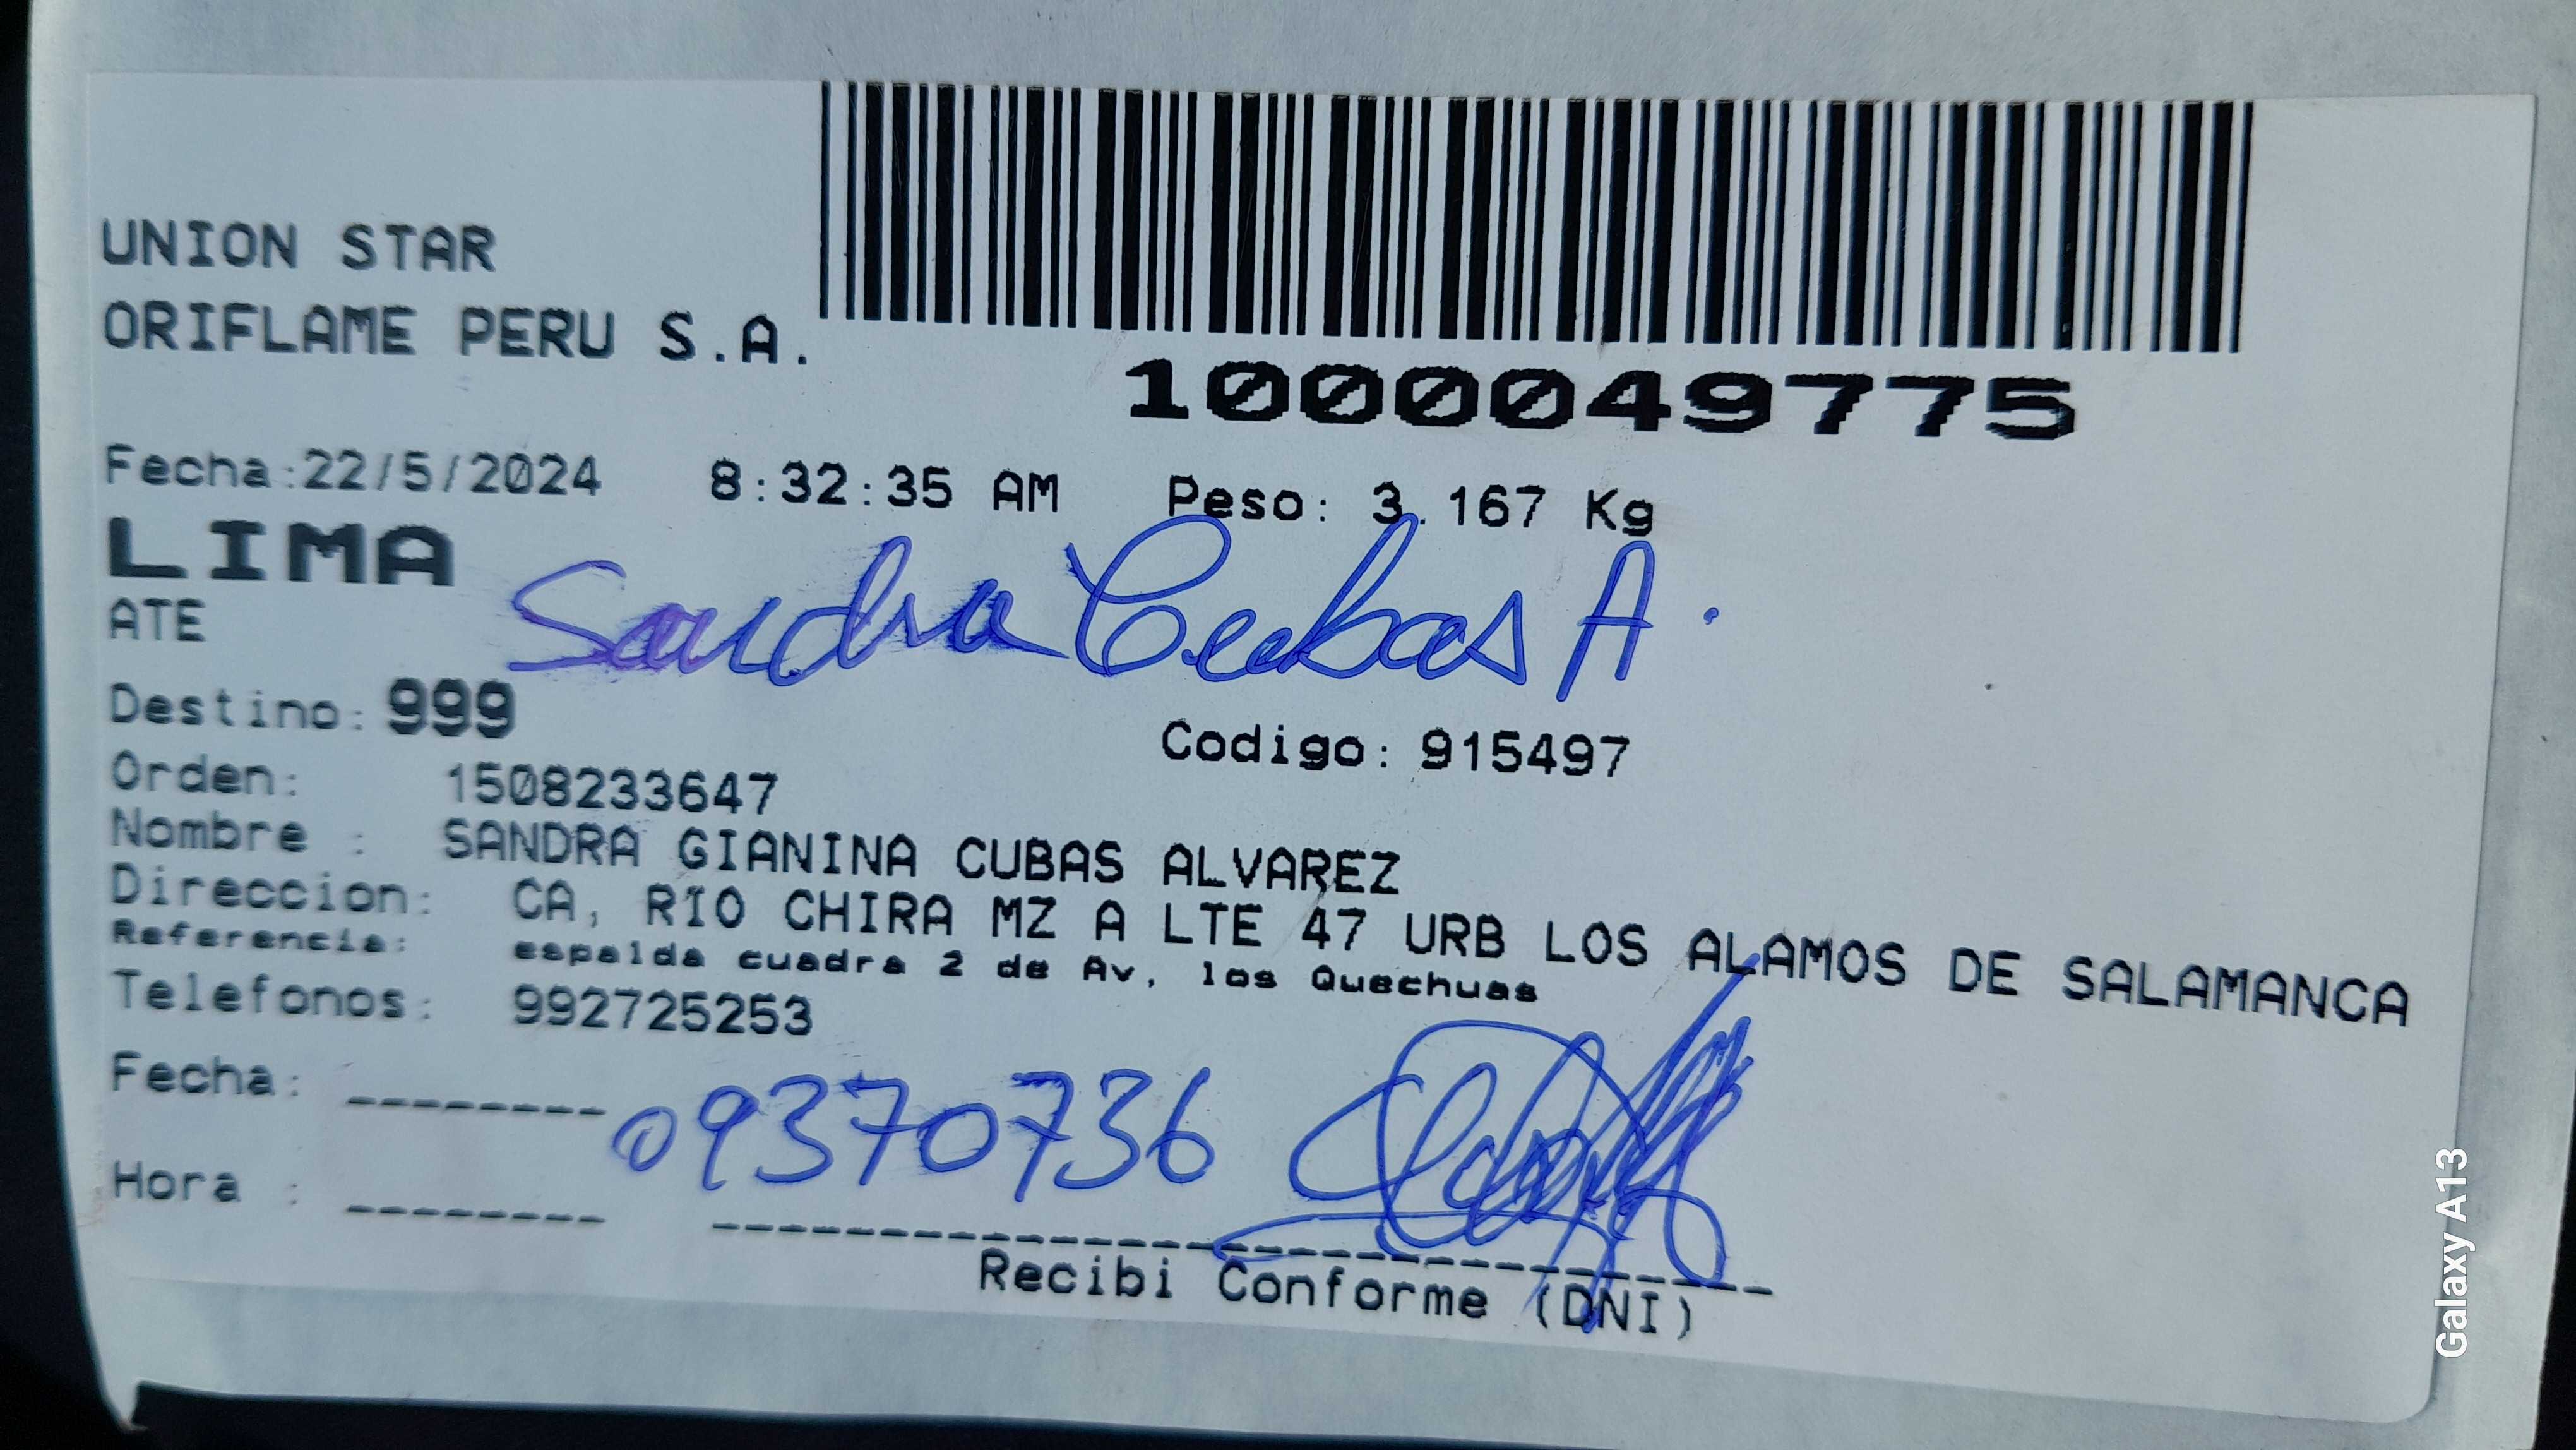 UNION STAR
ORIFLAME PERU S.A.
1000049775
Fecha:22/5/2024 8:32:35 AM Peso: 3.167 Kg
LIMA
ATE
Sandra Cubas A.
Destino: 999
Codigo: 915497
Orden: 1508233647
Nombre : SANDRA GIANINA CUBAS ALVAREZ
Direccion: CA, RIO CHIRA MZ A LTE 47 URB LOS ALAMOS DE SALAMANCA
Referencia: espalda cuadra 2 de Av, los Quechuas
Telefonos: 992725253
Fecha: --------
09370736
Hora : --------
Recibi Conforme (DNI)
Galaxy A13